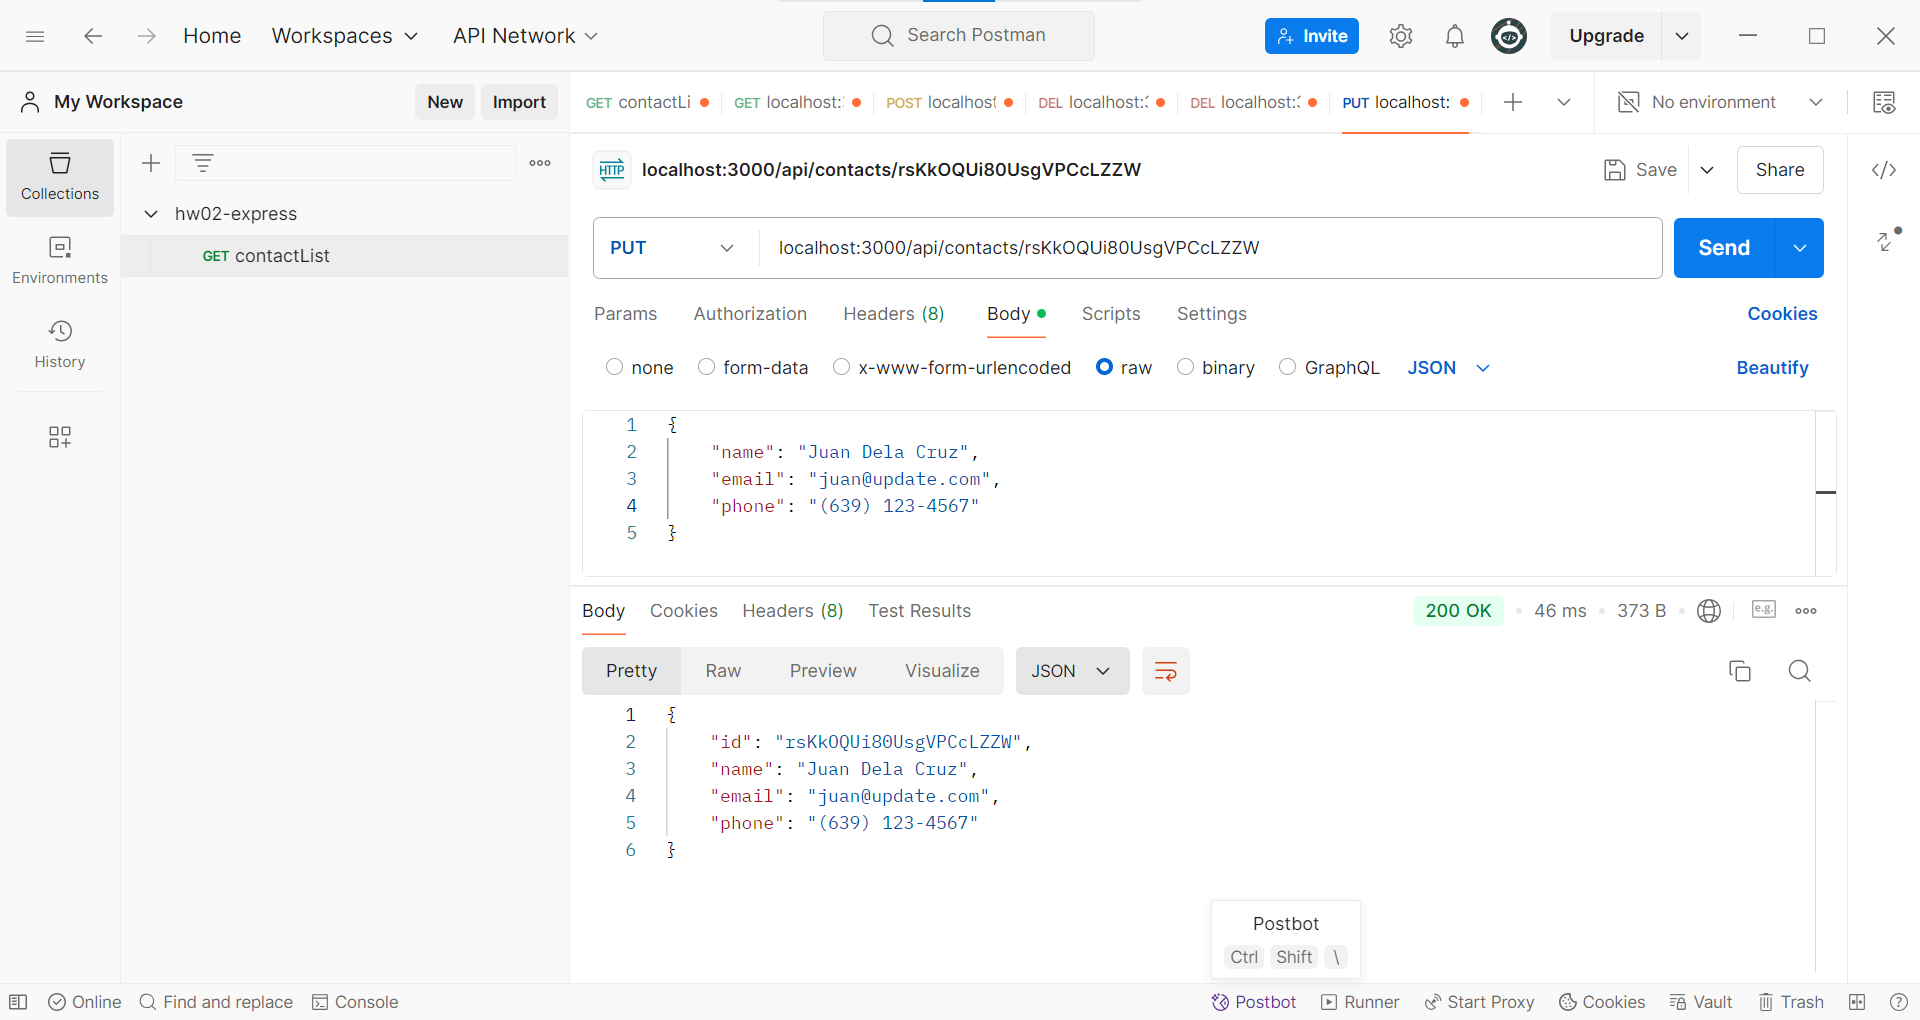 Home Workspaces API Network Search Postman Invite Upgrade
My Workspace New Import
GET contactLi GET localhost: POST localhost DEL localhost: DEL localhost: PUT localhost: No environment
Collections
Environments
History
hw02-express
GET contactList
HTTP localhost:3000/api/contacts/rsKkOQUi80UsgVPCcLZZW Save Share
PUT localhost:3000/api/contacts/rsKkOQUi80UsgVPCcLZZW Send
Params Authorization Headers (8) Body Scripts Settings Cookies
none form-data x-www-form-urlencoded raw binary GraphQL JSON Beautify
1 {
2 "name": "Juan Dela Cruz",
3 "email": "juan@update.com",
4 "phone": "(639) 123-4567"
5 }
Body Cookies Headers (8) Test Results 200 OK 46 ms 373 B e.g.
Pretty Raw Preview Visualize JSON
1 {
2 "id": "rsKkOQUi80UsgVPCcLZZW",
3 "name": "Juan Dela Cruz",
4 "email": "juan@update.com",
5 "phone": "(639) 123-4567"
6 }
Postbot
Ctrl Shift \
Online Find and replace Console Postbot Runner Start Proxy Cookies Vault Trash